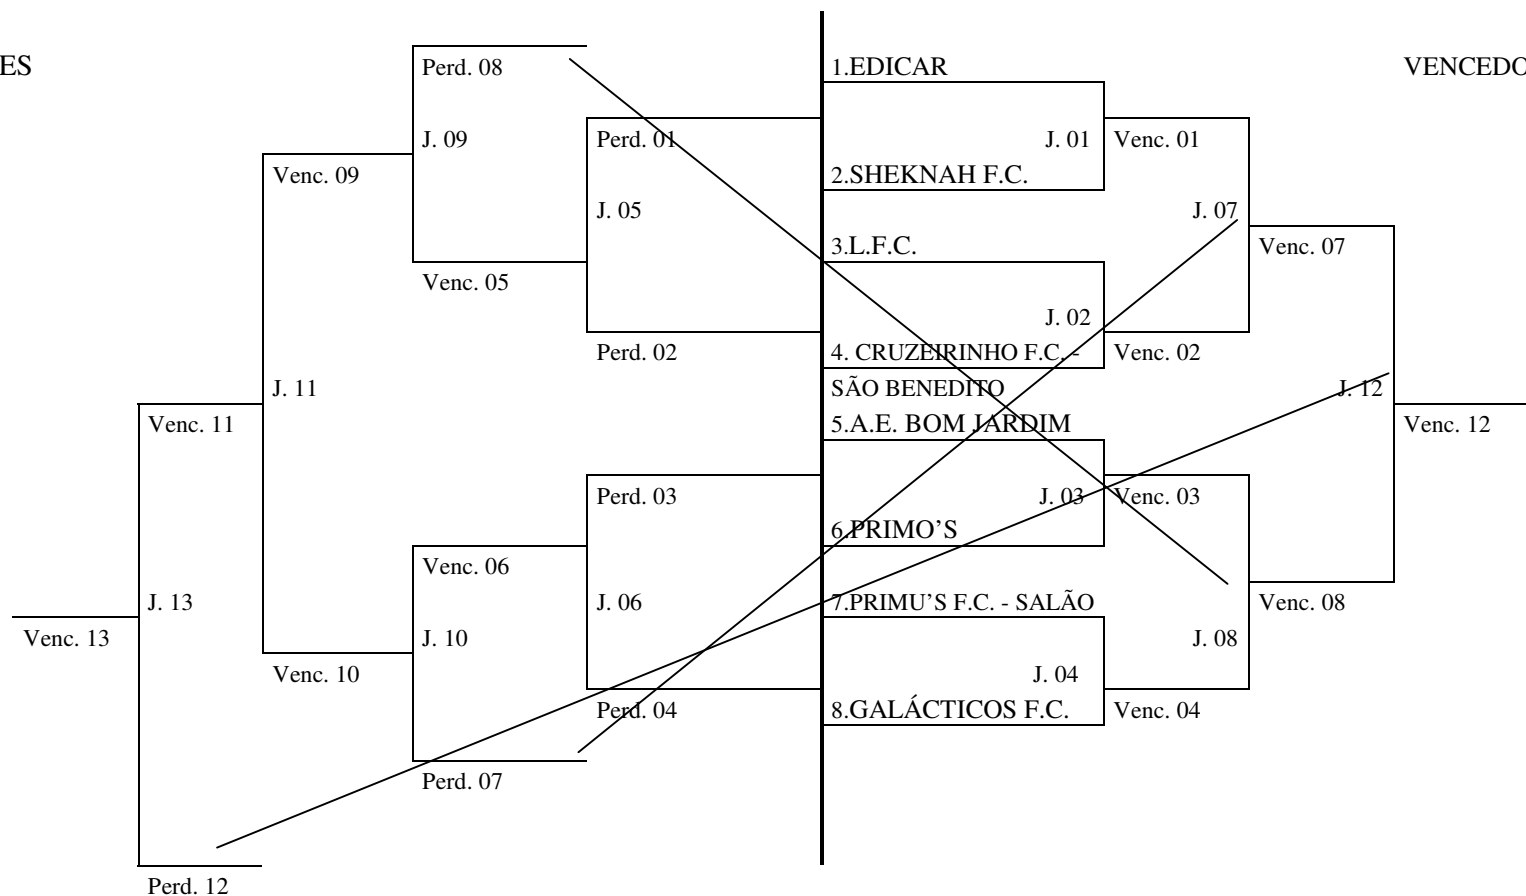 ES
VENCEDO
Perd. 08
J. 09
Venc. 09
Venc. 05
Perd. 01
J. 05
Perd. 02
J. 11
Venc. 11
Perd. 03
Venc. 06
J. 06
J. 10
Venc. 10
Perd. 04
Perd. 07
J. 13
Venc. 13
Perd. 12
1.EDICAR
J. 01
Venc. 01
2.SHEKNAH F.C.
J. 07
3.L.F.C.
Venc. 07
J. 02
4. CRUZEIRINHO F.C. -
SÃO BENEDITO
Venc. 02
J. 12
Venc. 12
5.A.E. BOM JARDIM
J. 03
Venc. 03
6.PRIMO’S
7.PRIMU’S F.C. - SALÃO
Venc. 08
J. 08
J. 04
8.GALÁCTICOS F.C.
Venc. 04